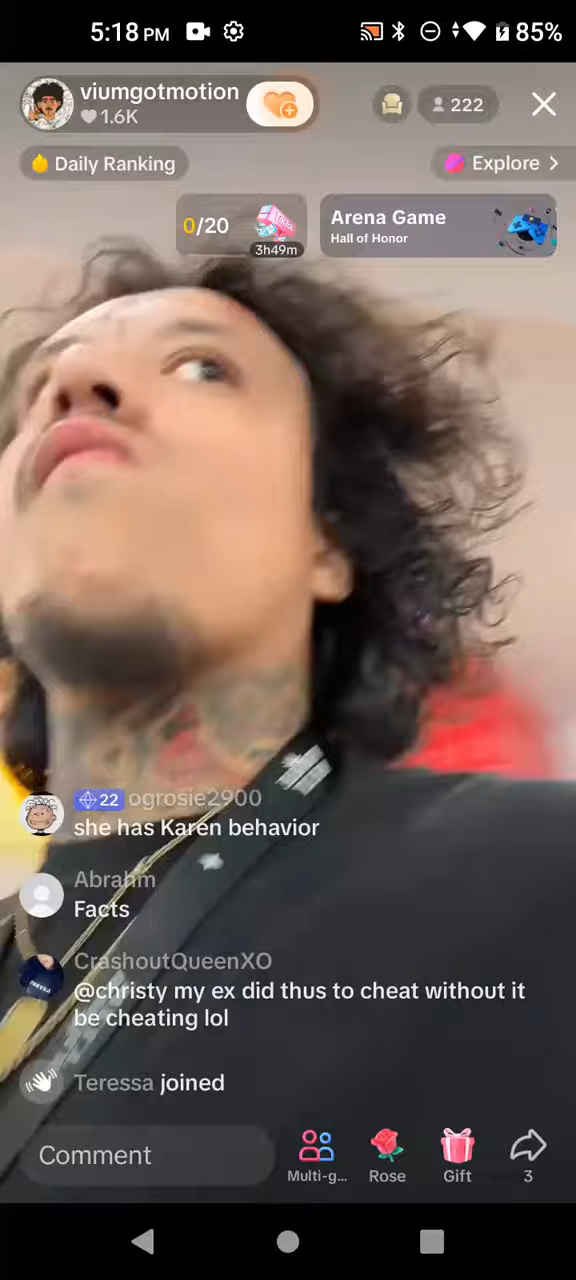 5:18 PM
85%
viumgotmotion
1.6K
222
Daily Ranking
Explore >
0/20
TikTok
3h49m
Arena Game
Hall of Honor
22 ogrosie2900
she has Karen behavior
Abrahm
Facts
CrashoutQueenXO
@christy my ex did thus to cheat without it
be cheating lol
Teressa joined
Comment
Multi-g...
Rose
Gift
3